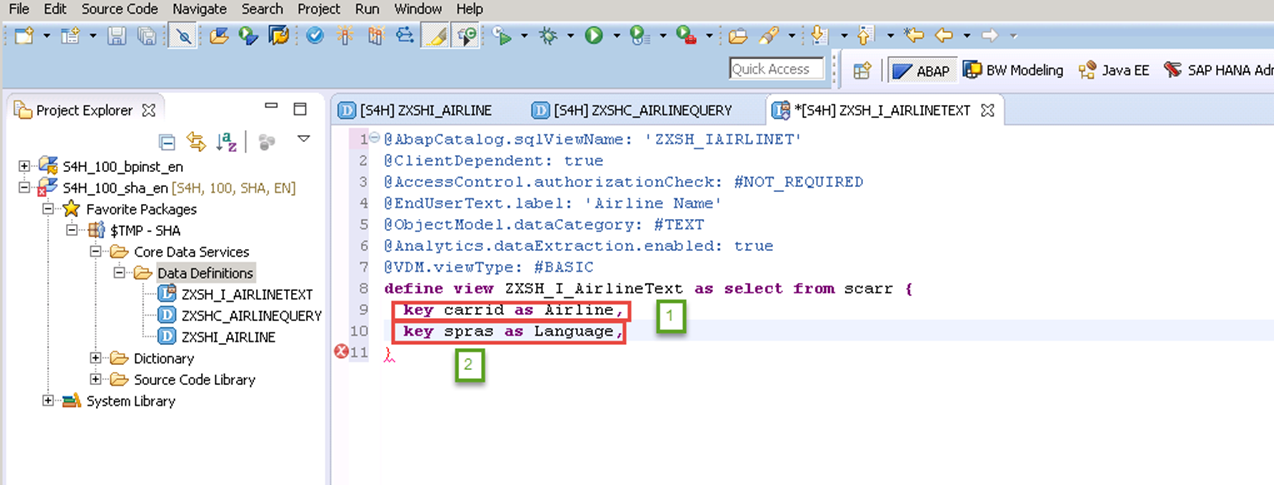 File Edit Source Code Navigate Search Project Run Window Help
Quick Access
ABAP BW Modeling Java EE SAP HANA Adr
Project Explorer
[S4H] ZXSHI_AIRLINE [S4H] ZXSHC_AIRLINEQUERY *[S4H] ZXSH_I_AIRLINETEXT
S4H_100_bpinst_en
S4H_100_sha_en [S4H, 100, SHA, EN]
Favorite Packages
$TMP - SHA
Core Data Services
Data Definitions
ZXSH_I_AIRLINETEXT
ZXSHC_AIRLINEQUERY
ZXSHI_AIRLINE
Dictionary
Source Code Library
System Library
1 @AbapCatalog.sqlViewName: 'ZXSH_IAIRLINET'
2 @ClientDependent: true
3 @AccessControl.authorizationCheck: #NOT_REQUIRED
4 @EndUserText.label: 'Airline Name'
5 @ObjectModel.dataCategory: #TEXT
6 @Analytics.dataExtraction.enabled: true
7 @VDM.viewType: #BASIC
8 define view ZXSH_I_AirlineText as select from scarr {
9 key carrid as Airline, 1
10 key spras as Language,
11 }
2